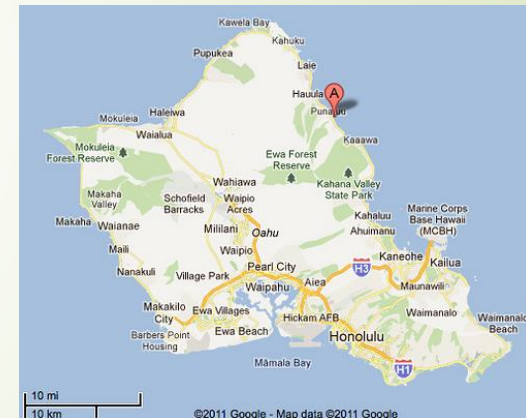 Kawela Bay
Kahuku
Pupukea
Laie
Hauula
A
Punaluu
Mokuleia
Haleiwa
Waialua
Kaaawa
Mokuleia
Forest Reserve
Ewa Forest
Reserve
Kahana Valley
State Park
Makaha
Valley
Wahiawa
Schofield
Barracks
Waipio
Acres
Marine Corps
Base Hawaii
(MCBH)
Kahaluu
Ahuimanu
Makaha
Waianae
Mililani
Oahu
Waipio
Kaneohe
Kailua
Maili
H3
Maunawili
Nanakuli
Village Park
Pearl City
Waipahu
Aiea
Waimanalo
Makakilo
City
Ewa Villages
Hickam AFB
Waimanalo
Beach
Barbers Point
Housing
Ewa Beach
Honolulu
H1
Māmala Bay
10 mi
10 km
©2011 Google - Map data ©2011 Google